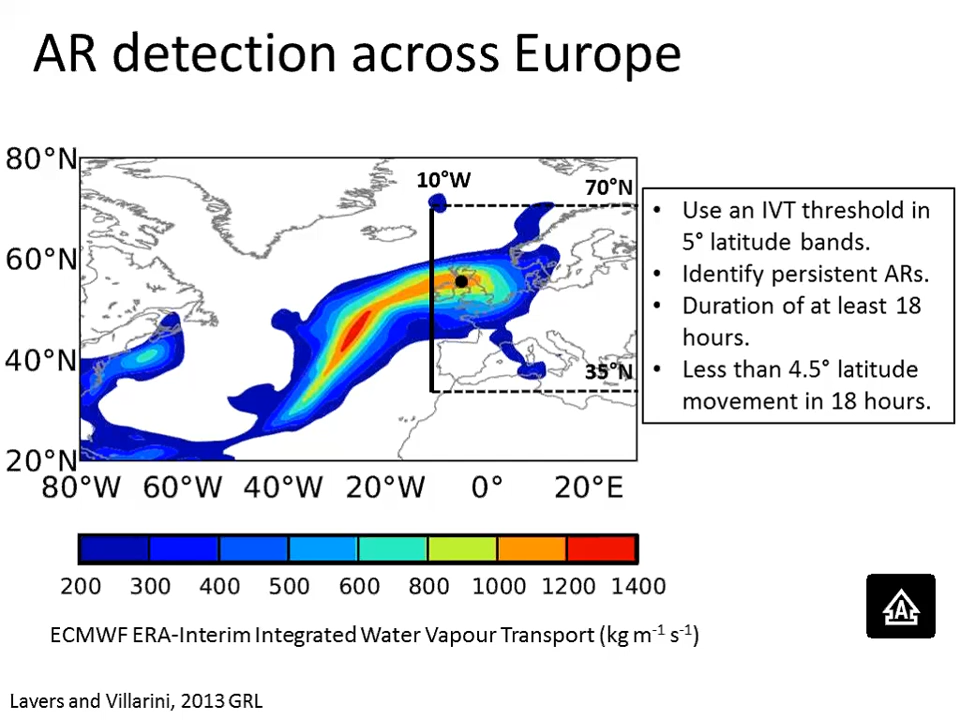 AR detection across Europe
80°N
60°N
40°N
20°N
10°W
70°N
35°N
80°W 60°W 40°W 20°W 0° 20°E
• Use an IVT threshold in
5° latitude bands.
• Identify persistent ARs.
• Duration of at least 18
hours.
• Less than 4.5° latitude
movement in 18 hours.
200 300 400 500 600 800 1000 1200 1400
ECMWF ERA-Interim Integrated Water Vapour Transport (kg m⁻¹ s⁻¹)
A
Lavers and Villarini, 2013 GRL